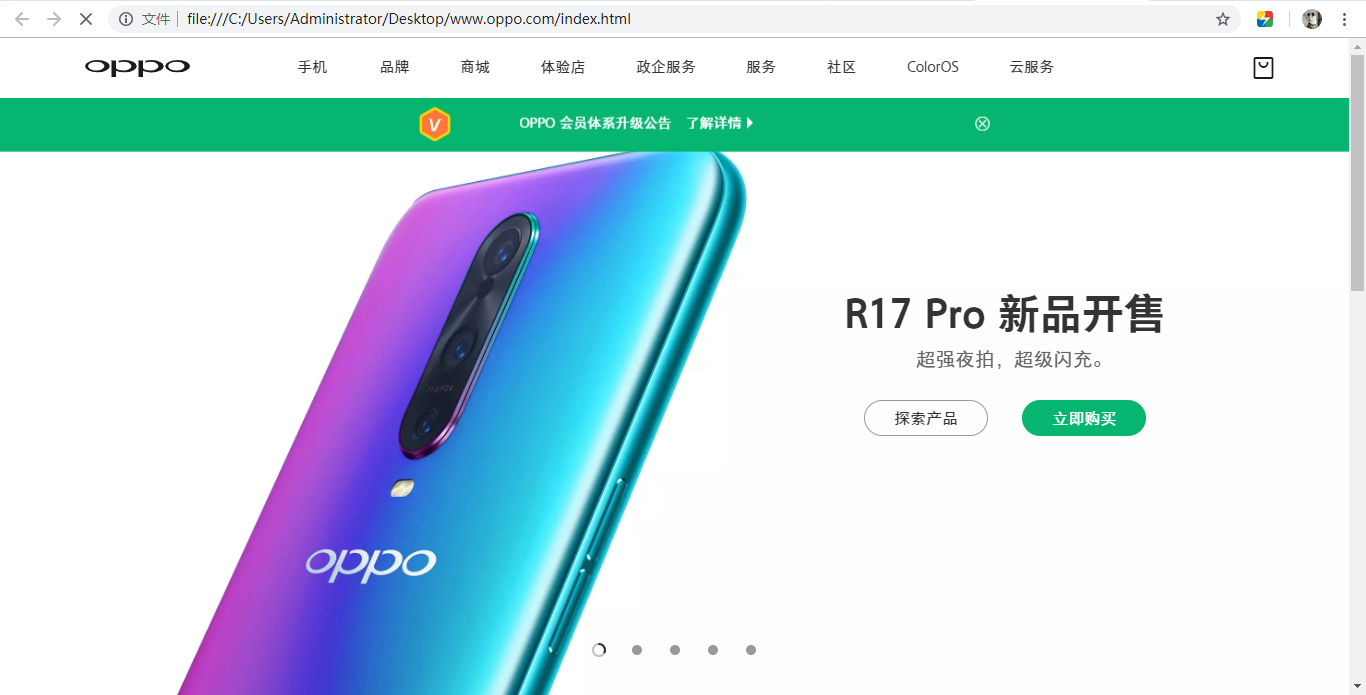 文件 file:///C:/Users/Administrator/Desktop/www.oppo.com/index.html
oppo 手机 品牌 商城 体验店 政企服务 服务 社区 ColorOS 云服务
V OPPO 会员体系升级公告 了解详情
R17 Pro 新品开售
超强夜拍，超级闪充。
探索产品 立即购买
oppo